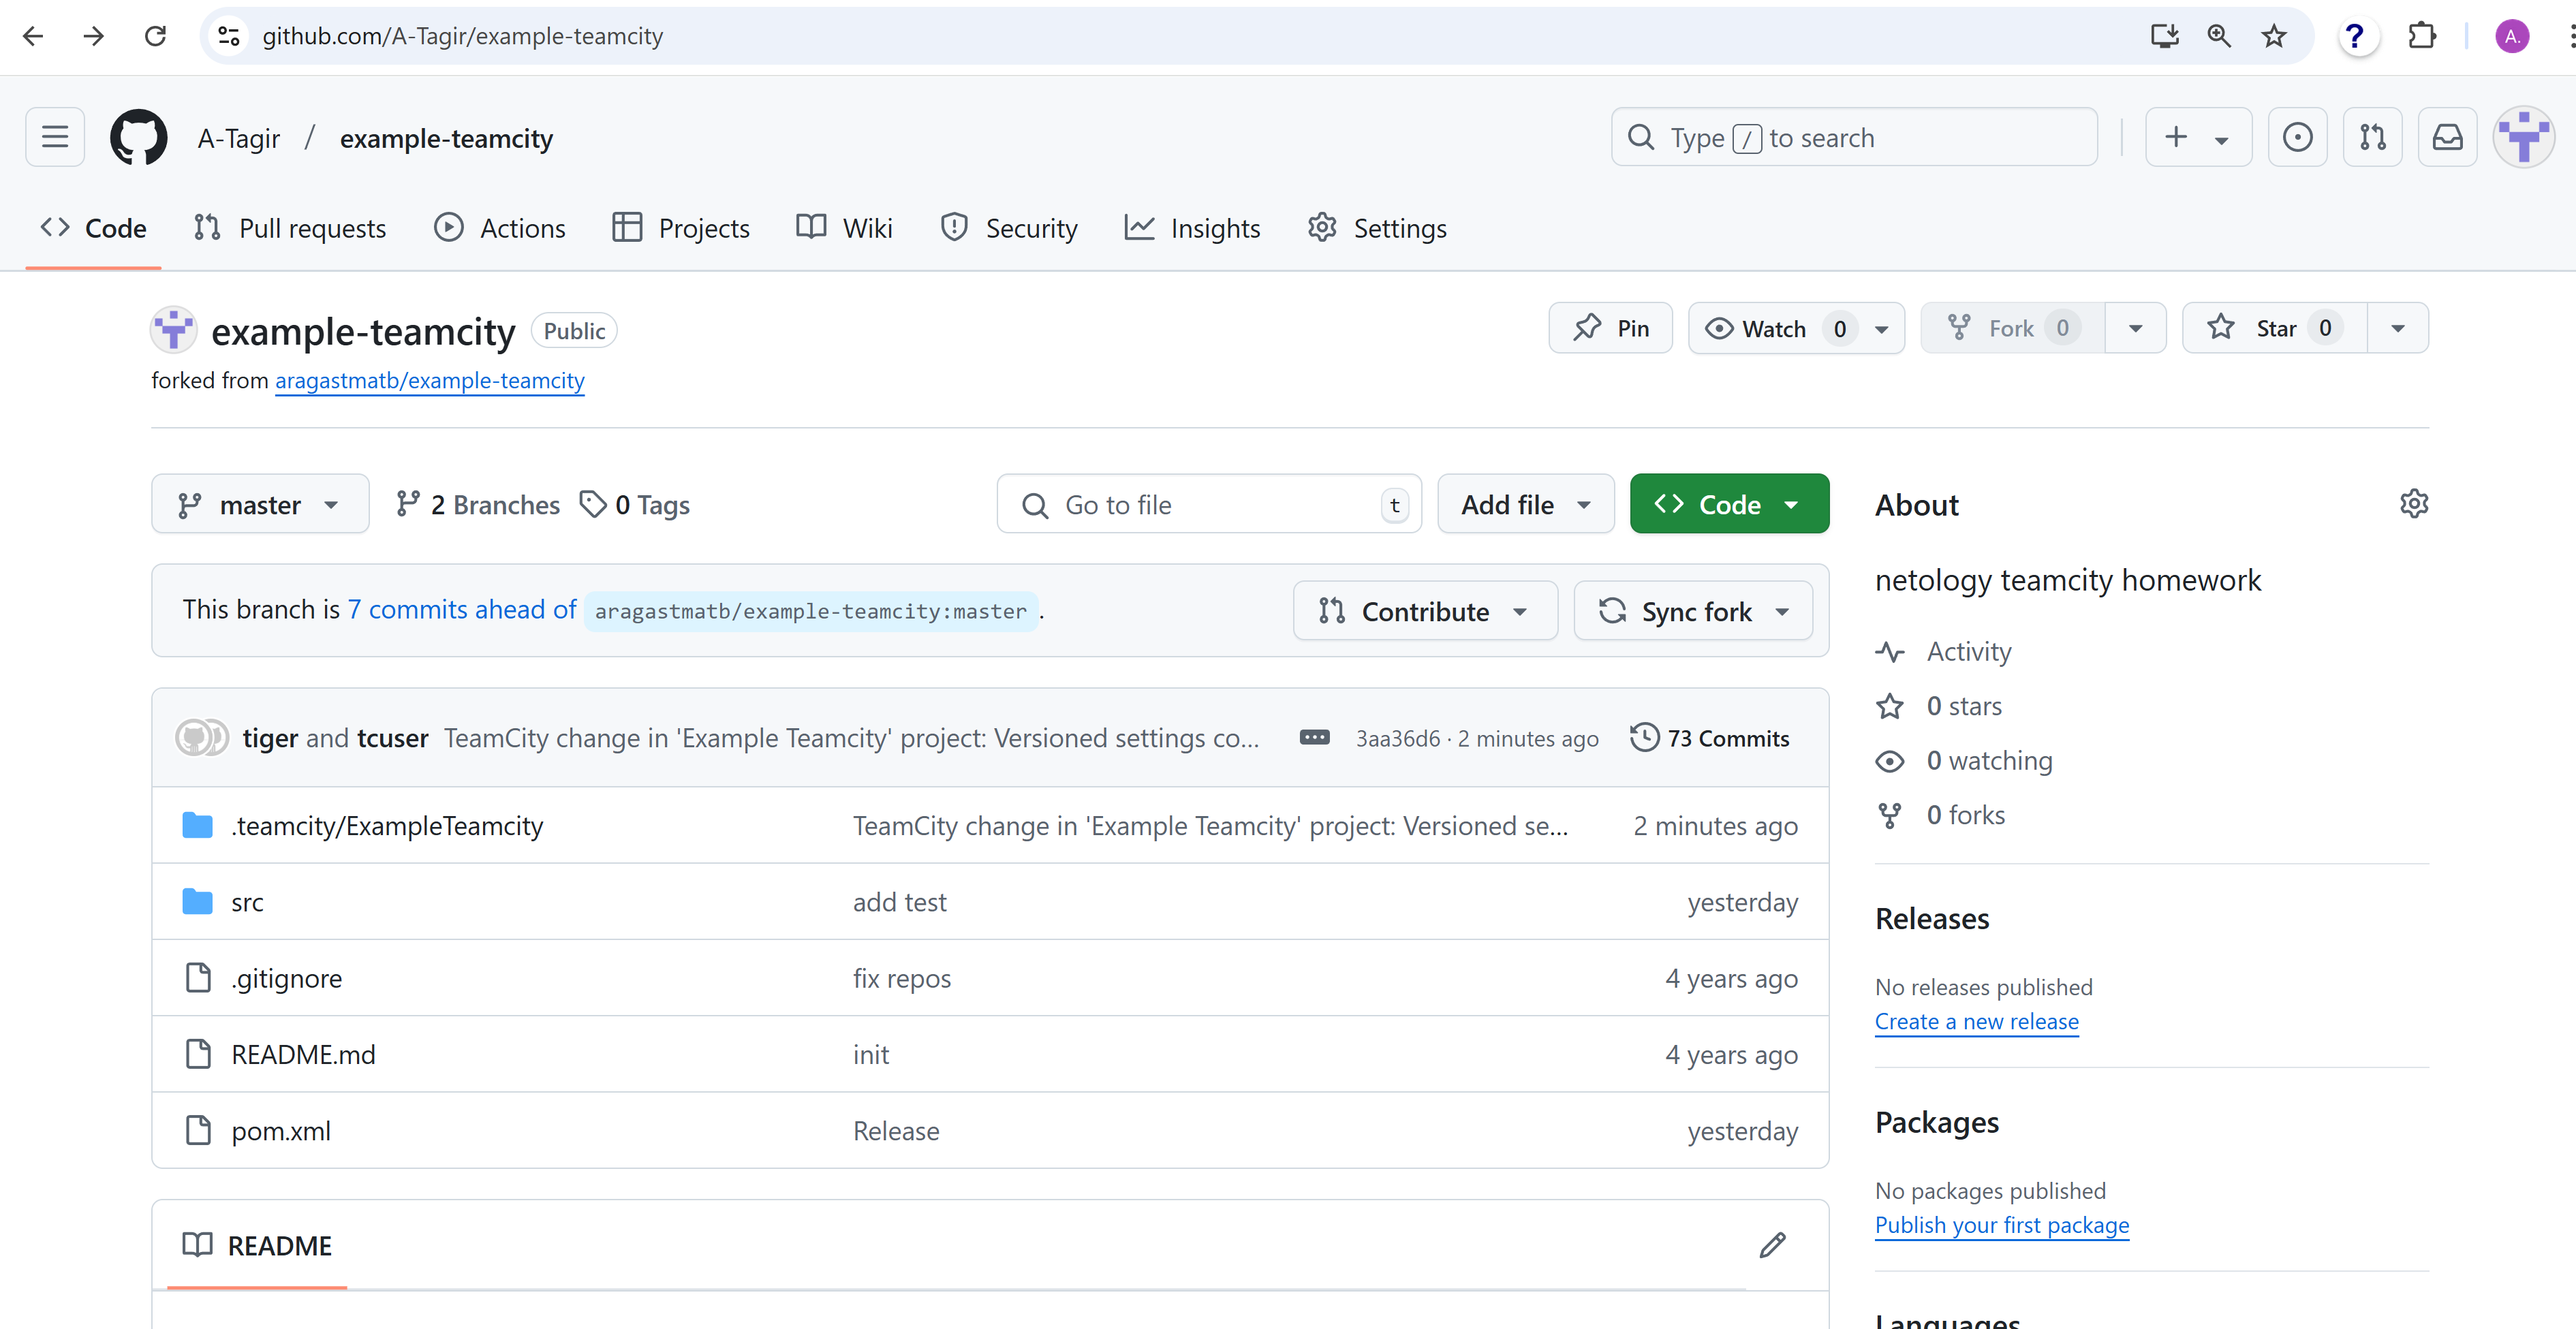 github.com/A-Tagir/example-teamcity
?
A.
A-Tagir / example-teamcity
Type / to search
Code Pull requests Actions Projects Wiki Security Insights Settings
example-teamcity Public
Pin Watch 0 Fork 0 Star 0
forked from aragastmatb/example-teamcity
master 2 Branches 0 Tags Go to file t Add file Code
About
netology teamcity homework
This branch is 7 commits ahead of aragastmatb/example-teamcity:master.
Contribute Sync fork
Activity
0 stars
0 watching
0 forks
tiger and tcuser TeamCity change in 'Example Teamcity' project: Versioned settings co... 3aa36d6 · 2 minutes ago 73 Commits
.teamcity/ExampleTeamcity TeamCity change in 'Example Teamcity' project: Versioned se... 2 minutes ago
src add test yesterday
.gitignore fix repos 4 years ago
README.md init 4 years ago
pom.xml Release yesterday
Releases
No releases published
Create a new release
Packages
No packages published
Publish your first package
README
Languages